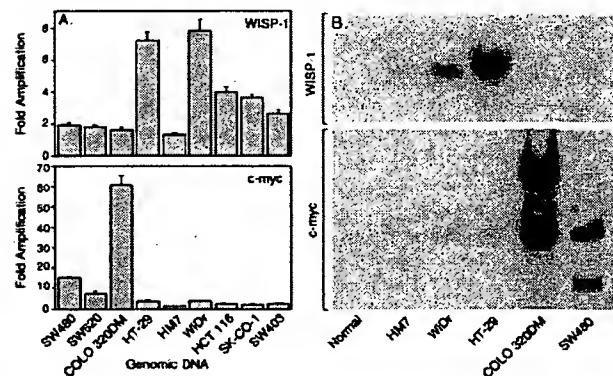 A.
WISP-1
Fold Amplification
8
6
4
2
0
c-myc
Fold Amplification
70
60
50
40
30
20
10
0
SW480
SW620
COLO 320DM
HT-29
HM7
WiDr
HCT 116
SK-CO-1
SW403
Genomic DNA
B.
WISP-1
c-myc
Normal
HM7
WiDr
HT-29
COLO 320DM
SW480